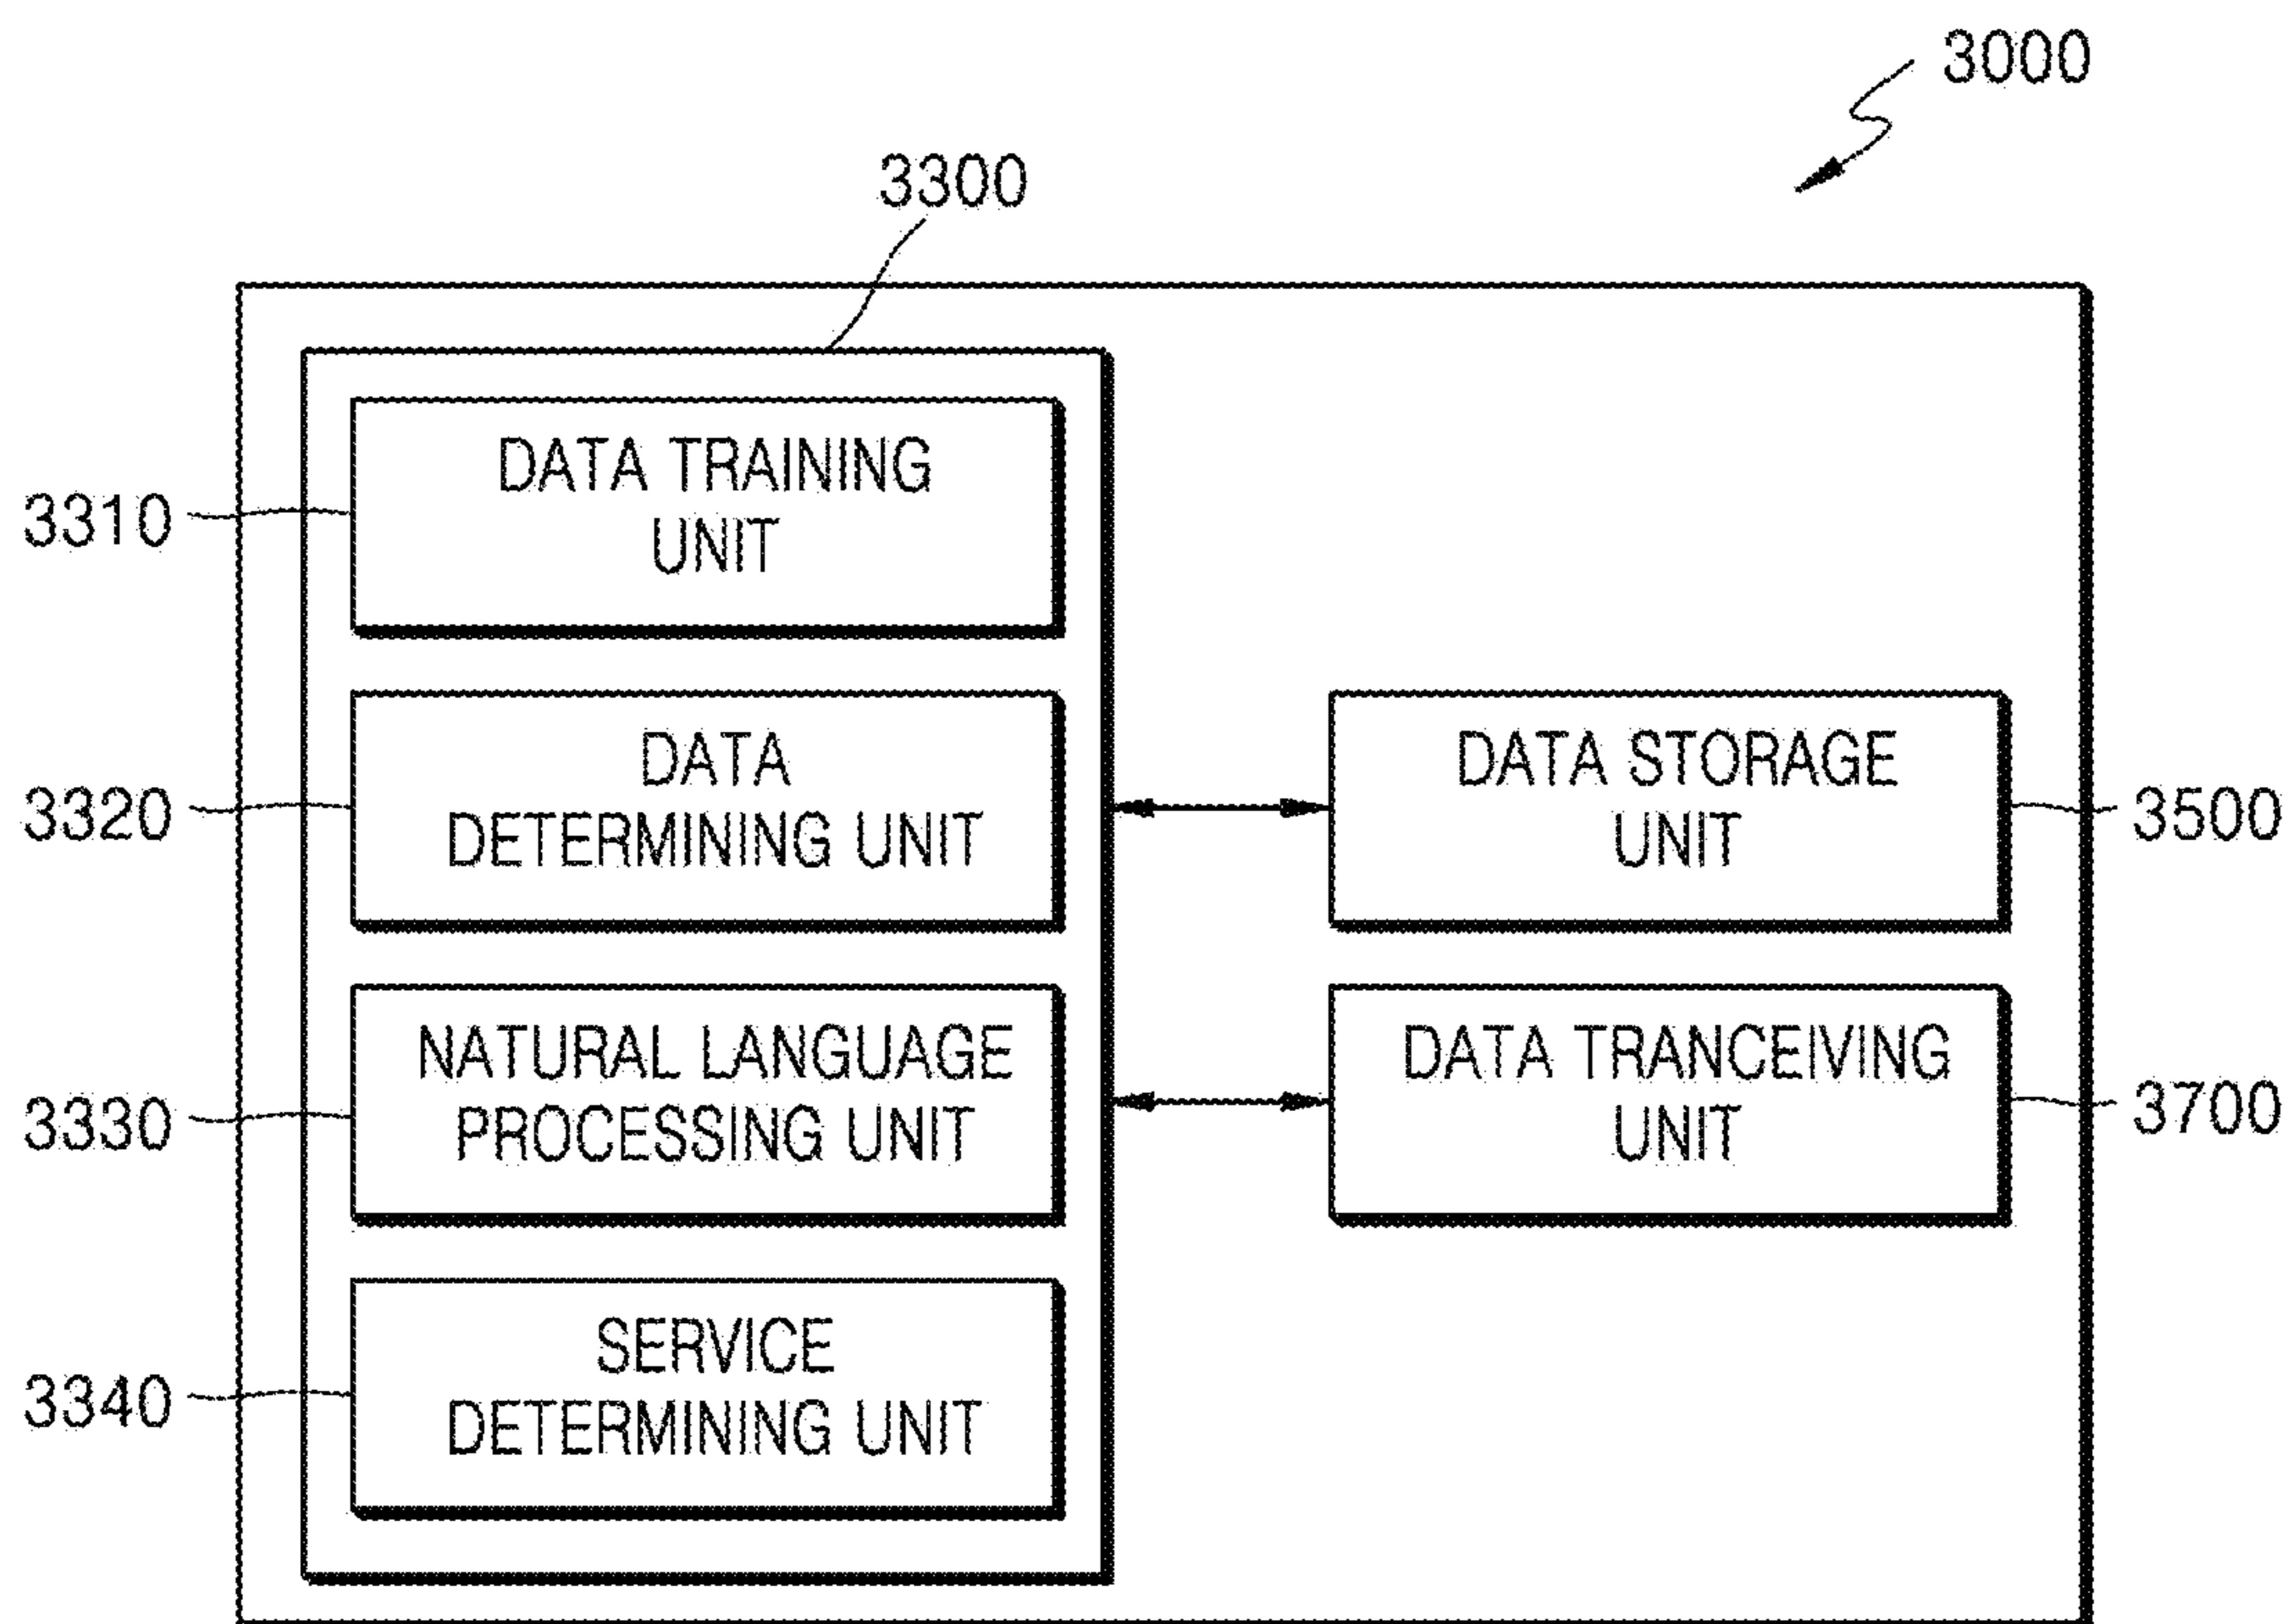 3000
3300
3310
DATA TRAINING
UNIT
3320
DATA
DETERMINING UNIT
DATA STORAGE
UNIT
3500
3330
NATURAL LANGUAGE
PROCESSING UNIT
DATA TRANCEIVING
UNIT
3700
3340
SERVICE
DETERMINING UNIT